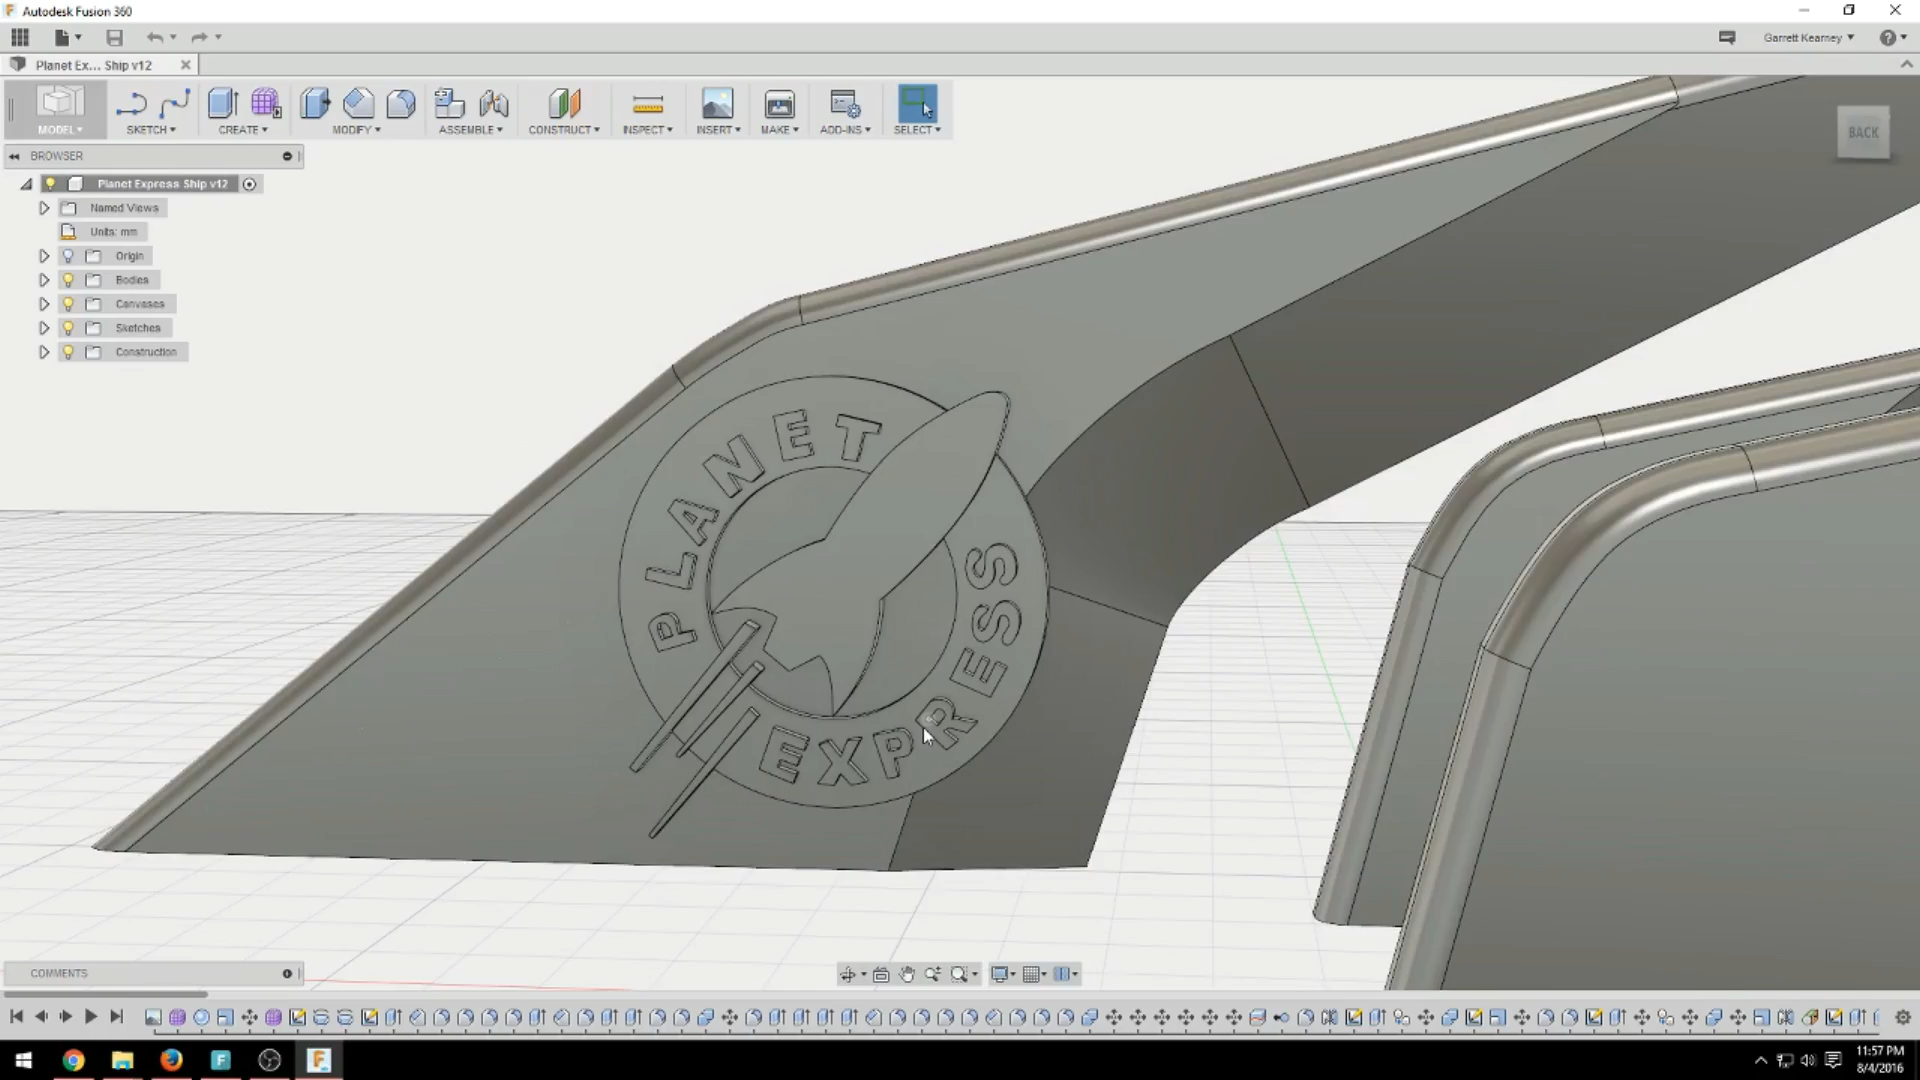 Autodesk Fusion 360
Garrett Kearney
Planet Ex... Ship v12
MODEL
SKETCH
CREATE
MODIFY
ASSEMBLE
CONSTRUCT
INSPECT
INSERT
MAKE
ADD-INS
SELECT
BACK
BROWSER
Planet Express Ship v12
Named Views
Units: mm
Origin
Bodies
Canvases
Sketches
Construction
PLANET
EXPRESS
COMMENTS
11:57 PM
8/4/2016